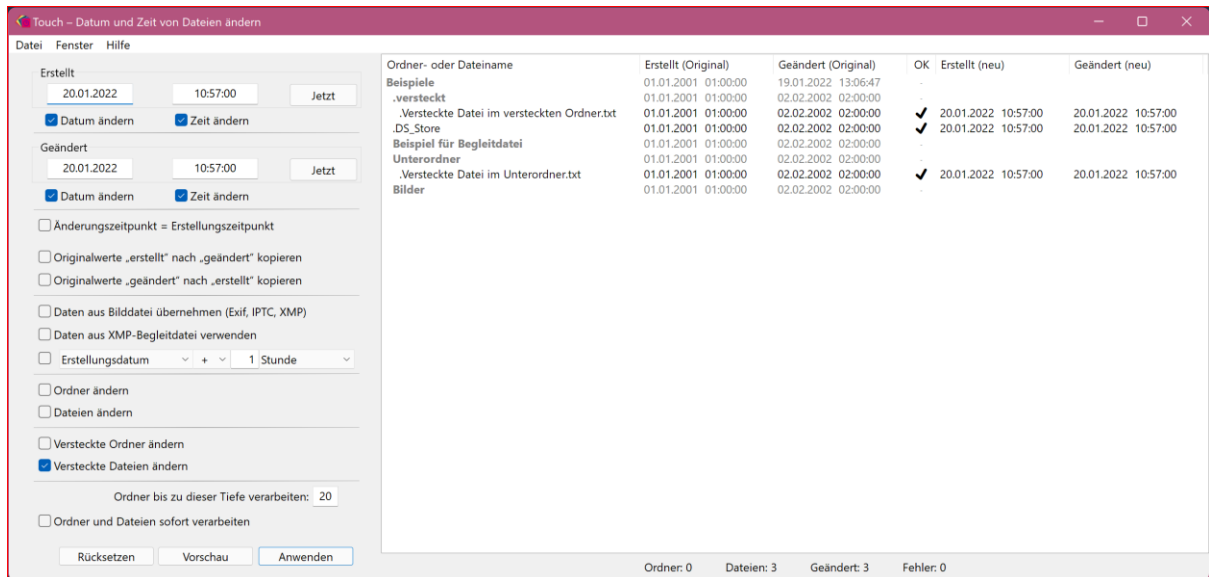 Touch – Datum und Zeit von Dateien ändern
Datei Fenster Hilfe
Erstellt
20.01.2022 10:57:00 Jetzt
Datum ändern Zeit ändern
Geändert
20.01.2022 10:57:00 Jetzt
Datum ändern Zeit ändern
Änderungszeitpunkt = Erstellungszeitpunkt
Originalwerte „erstellt“ nach „geändert“ kopieren
Originalwerte „geändert“ nach „erstellt“ kopieren
Daten aus Bilddatei übernehmen (Exif, IPTC, XMP)
Daten aus XMP-Begleitdatei verwenden
Erstellungsdatum + 1 Stunde
Ordner ändern
Dateien ändern
Versteckte Ordner ändern
Versteckte Dateien ändern
Ordner bis zu dieser Tiefe verarbeiten: 20
Ordner und Dateien sofort verarbeiten
Rücksetzen Vorschau Anwenden
Ordner- oder Dateiname Erstellt (Original) Geändert (Original) OK Erstellt (neu) Geändert (neu)
Beispiele 01.01.2001 01:00:00 19.01.2022 13:06:47 -
.versteckt 01.01.2001 01:00:00 02.02.2002 02:00:00 -
.Versteckte Datei im versteckten Ordner.txt 01.01.2001 01:00:00 02.02.2002 02:00:00 ✔ 20.01.2022 10:57:00 20.01.2022 10:57:00
.DS_Store 01.01.2001 01:00:00 02.02.2002 02:00:00 ✔ 20.01.2022 10:57:00 20.01.2022 10:57:00
Beispiel für Begleitdatei 01.01.2001 01:00:00 02.02.2002 02:00:00 -
Unterordner 01.01.2001 01:00:00 02.02.2002 02:00:00 -
.Versteckte Datei im Unterordner.txt 01.01.2001 01:00:00 02.02.2002 02:00:00 ✔ 20.01.2022 10:57:00 20.01.2022 10:57:00
Bilder 01.01.2001 01:00:00 02.02.2002 02:00:00 -
Ordner: 0 Dateien: 3 Geändert: 3 Fehler: 0